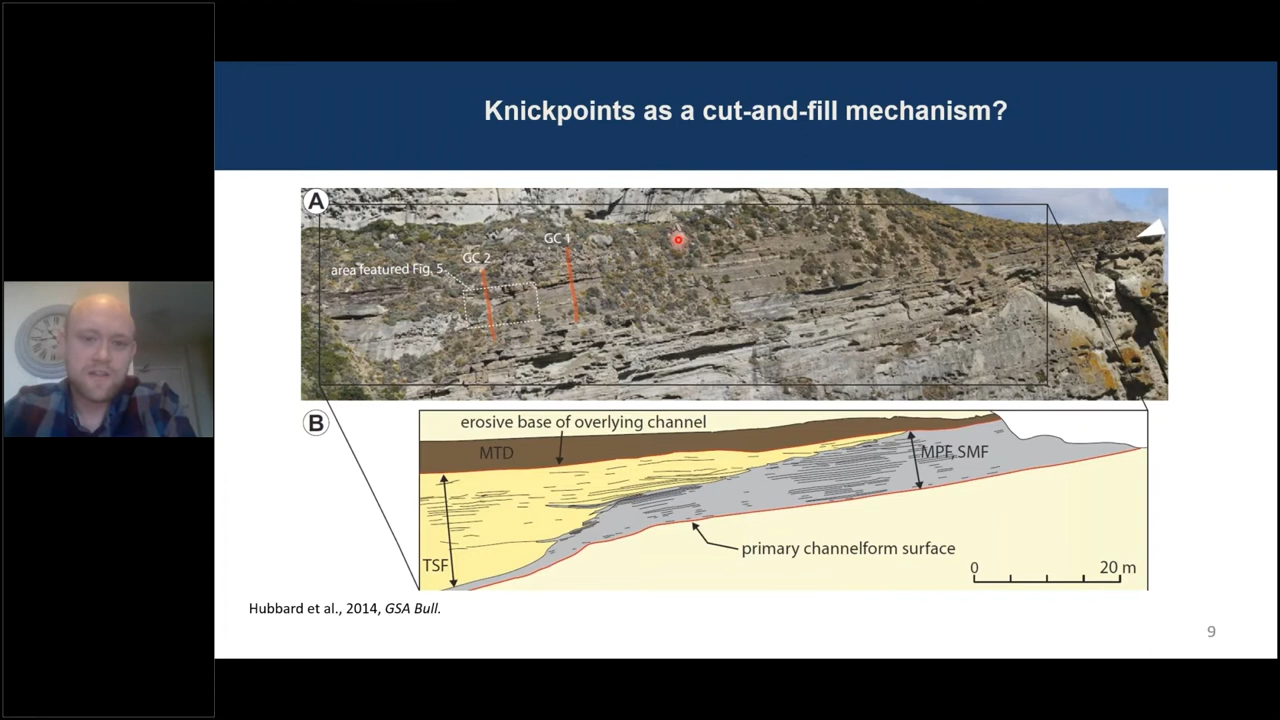 Knickpoints as a cut-and-fill mechanism?
A
GC 1
GC 2
area featured Fig. 5
B
erosive base of overlying channel
MTD
MPF, SMF
primary channelform surface
TSF
0 20 m
Hubbard et al., 2014, GSA Bull.
9